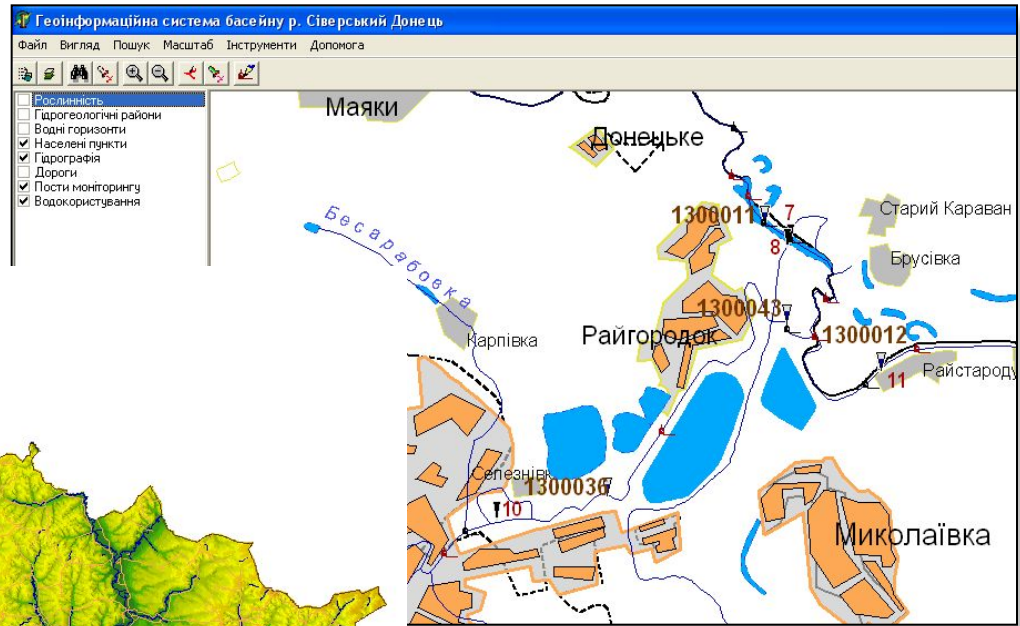 Геоінформаційна система басейну р. Сіверський Донець
Файл Вигляд Пошук Масштаб Інструменти Допомога
Рослинність
Гідрогеологічні райони
Водні горизонти
Населені пункти
Гідрографія
Дороги
Пости моніторингу
Водокористування
Маяки
Донецьке
Старий Караван
1300011
7
8
Бесарабовка
Брусівка
1300043
Карпівка
Райгородок
1300012
Райстароду
11
Селезнівк
1300036
10
Миколаївка